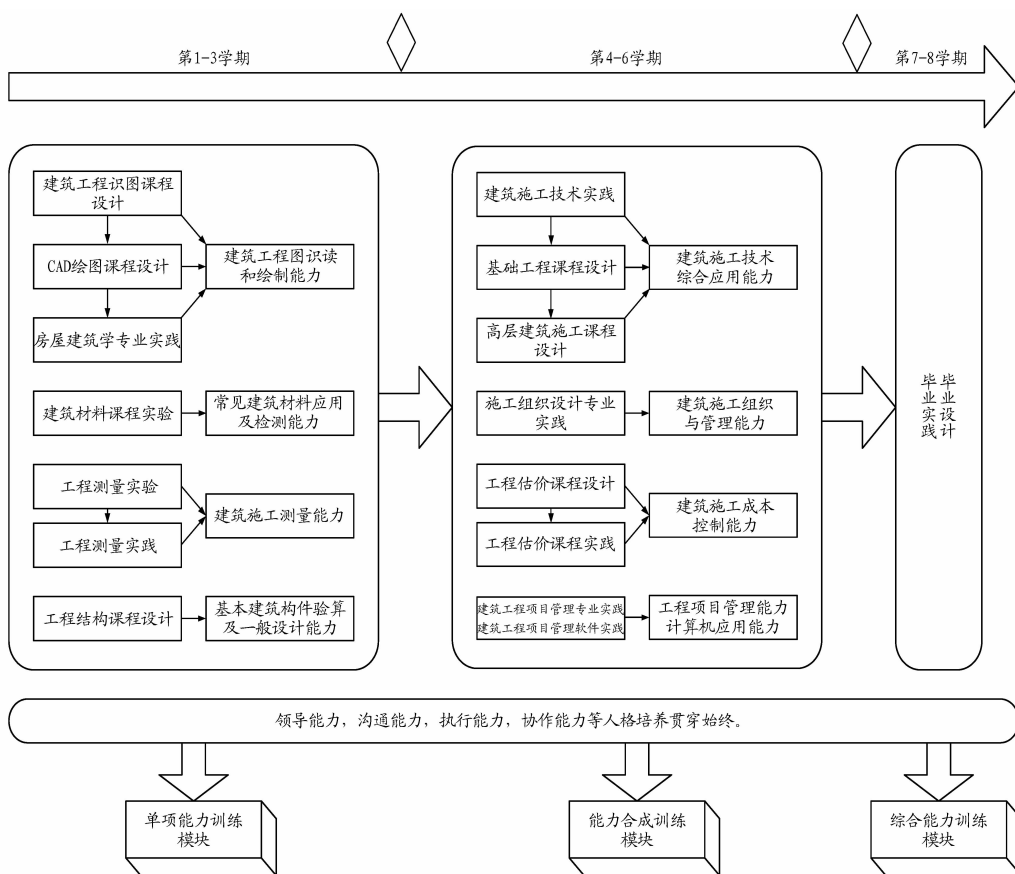 第1-3学期
第4-6学期
第7-8学期
建筑工程识图课程
设计
CAD绘图课程设计
房屋建筑学专业实践
建筑工程图识读
和绘制能力
建筑材料课程实验
常见建筑材料应用
及检测能力
工程测量实验
工程测量实践
建筑施工测量能力
工程结构课程设计
基本建筑构件验算
及一般设计能力
建筑施工技术实践
基础工程课程设计
高层建筑施工课程
设计
建筑施工技术
综合应用能力
施工组织设计专业
实践
建筑施工组织
与管理能力
工程估价课程设计
工程估价课程实践
建筑施工成本
控制能力
建筑工程项目管理专业实践
建筑工程项目管理软件实践
工程项目管理能力
计算机应用能力
毕业设计
毕业实践
领导能力，沟通能力，执行能力，协作能力等人格培养贯穿始终。
单项能力训练
模块
能力合成训练
模块
综合能力训练
模块